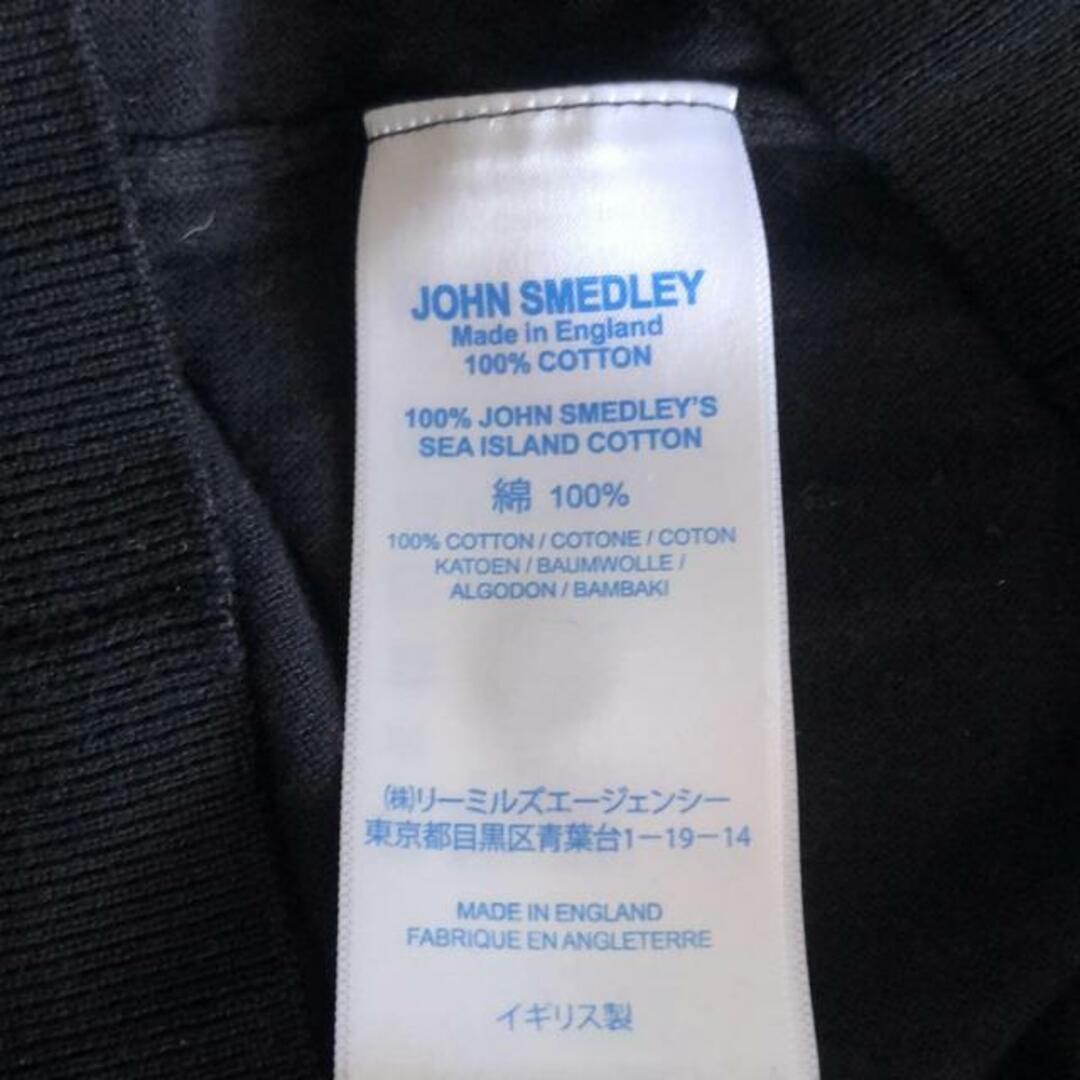 JOHN SMEDLEY
Made in England
100% COTTON
100% JOHN SMEDLEY'S
SEA ISLAND COTTON
綿 100%
100% COTTON / COTONE / COTON
KATOEN / BAUMWOLLE /
ALGODON / BAMBAKI
㈱リーミルズエージェンシー
東京都目黒区青葉台1−19−14
MADE IN ENGLAND
FABRIQUE EN ANGLETERRE
イギリス製